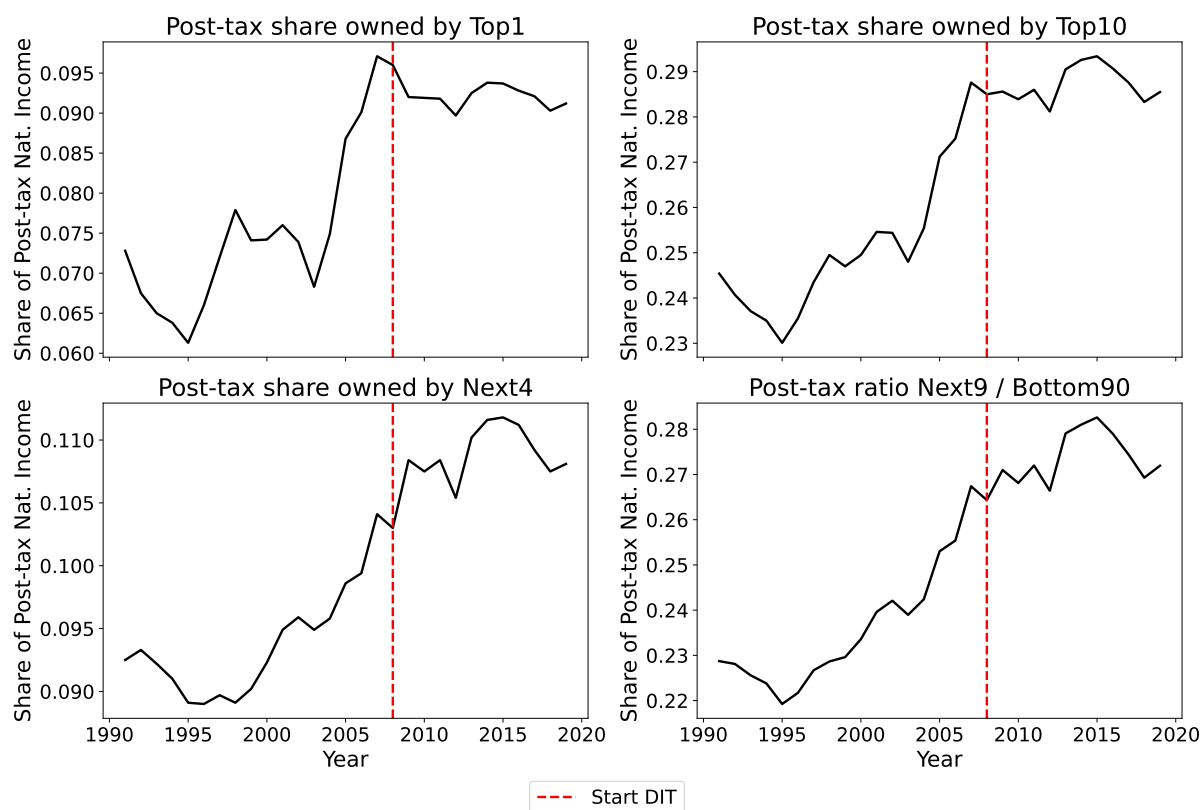 Post-tax share owned by Top1
Post-tax share owned by Top10
Share of Post-tax Nat. Income
0.095
0.090
0.085
0.080
0.075
0.070
0.065
0.060
Share of Post-tax Nat. Income
0.29
0.28
0.27
0.26
0.25
0.24
0.23
Post-tax share owned by Next4
Post-tax ratio Next9 / Bottom90
Share of Post-tax Nat. Income
0.110
0.105
0.100
0.095
0.090
1990 1995 2000 2005 2010 2015 2020
Year
Share of Post-tax Nat. Income
0.28
0.27
0.26
0.25
0.24
0.23
0.22
1990 1995 2000 2005 2010 2015 2020
Year
Start DIT